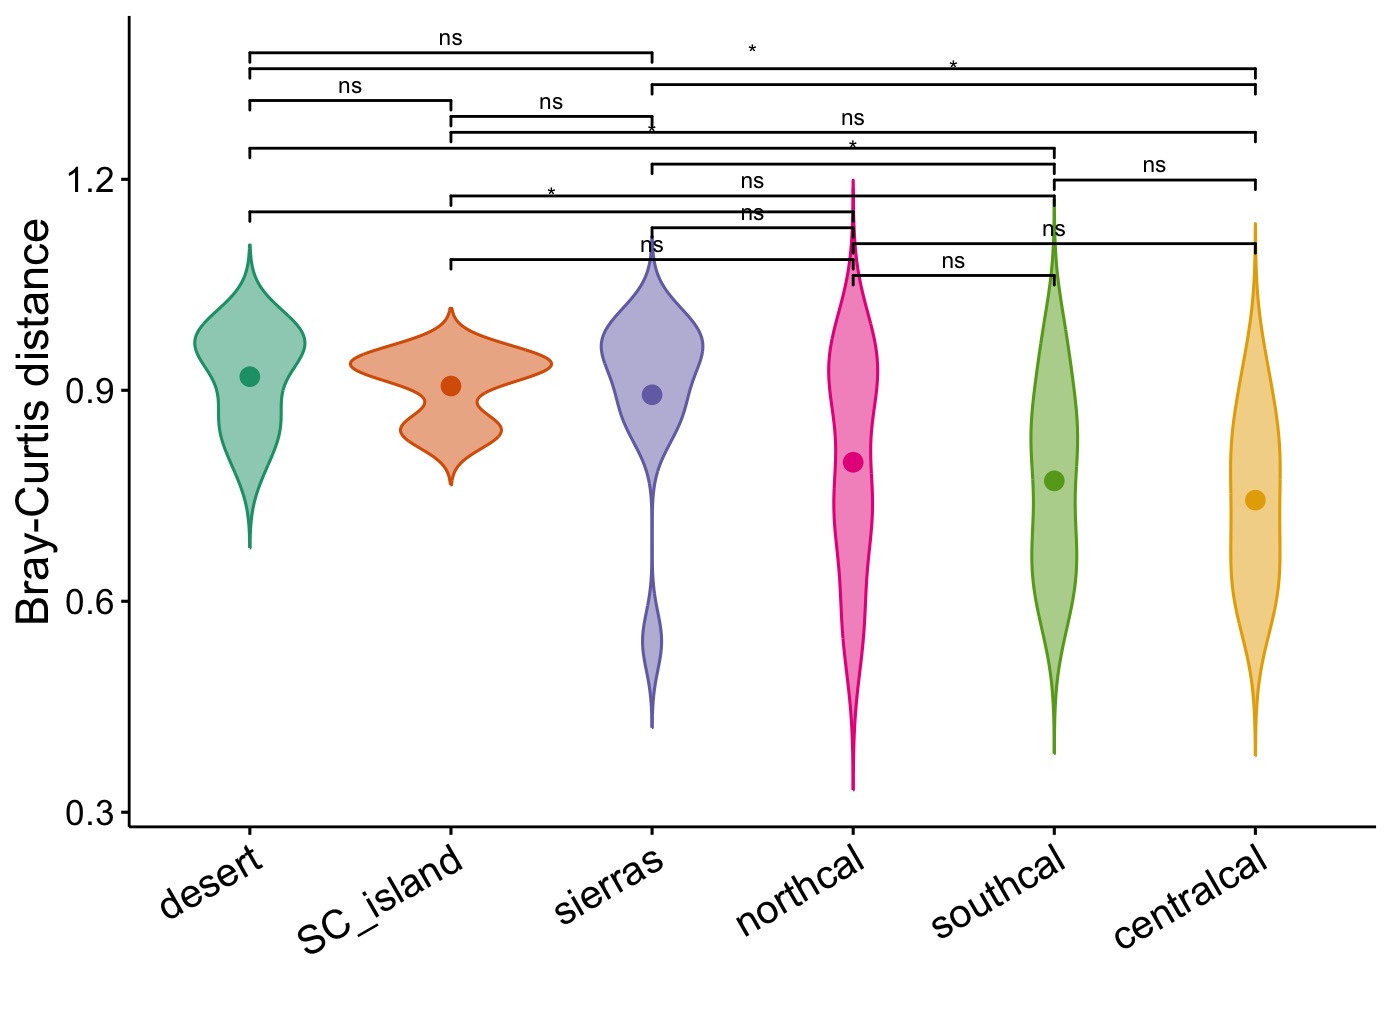 ns
*
*
ns
ns
ns
*
*
1.2
ns
ns
*
ns
ns
ns
ns
Bray-Curtis distance
0.9
0.6
0.3
desert
SC_island
sierras
northcal
southcal
centralcal